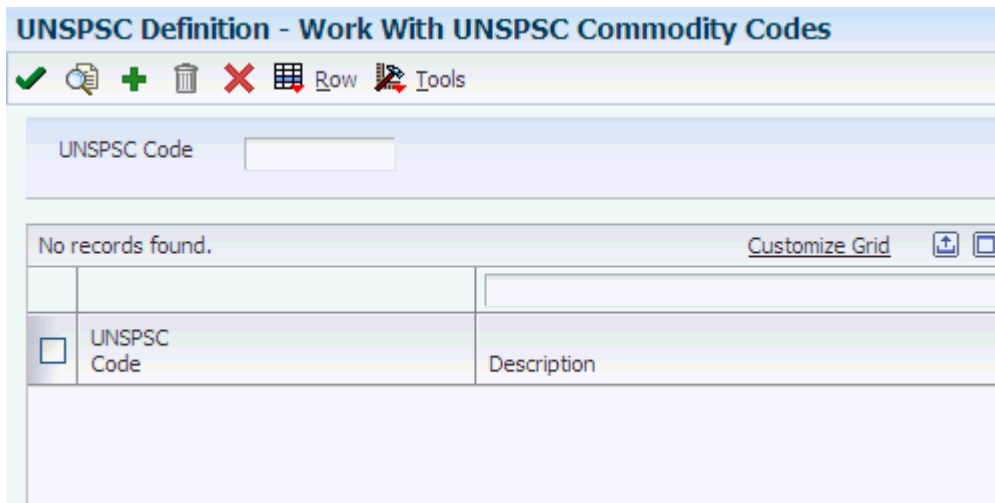 UNSPSC Definition - Work With UNSPSC Commodity Codes
Row Tools
UNSPSC Code
No records found. Customize Grid
UNSPSC
Code Description